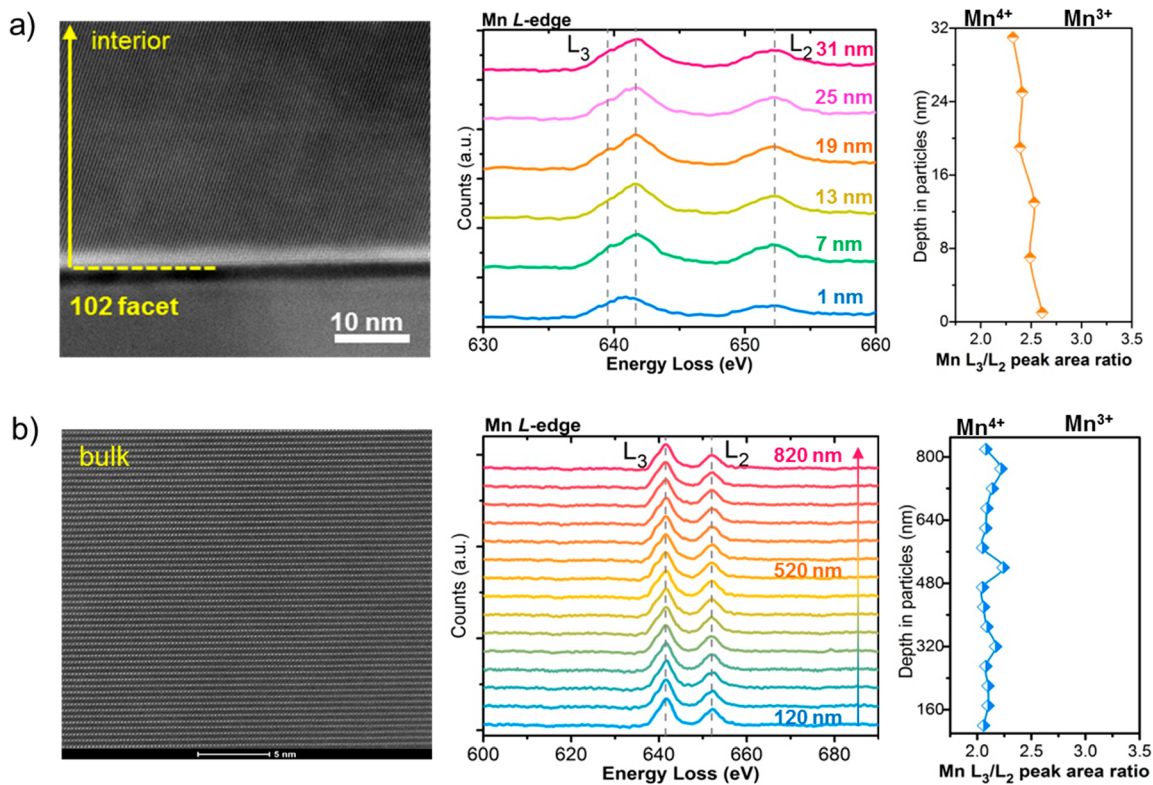 a)
interior
102 facet
10 nm
Mn L-edge
L3
L2
31 nm
25 nm
19 nm
13 nm
7 nm
1 nm
Counts (a.u.)
630 640 650 660
Energy Loss (eV)
Mn4+ Mn3+
32
24
16
8
0
Depth in particles (nm)
2.0 2.5 3.0 3.5
Mn L3/L2 peak area ratio
b)
bulk
5 nm
Mn L-edge
L3
L2
820 nm
520 nm
120 nm
Counts (a.u.)
600 620 640 660 680
Energy Loss (eV)
Mn4+ Mn3+
800
640
480
320
160
Depth in particles (nm)
2.0 2.5 3.0 3.5
Mn L3/L2 peak area ratio